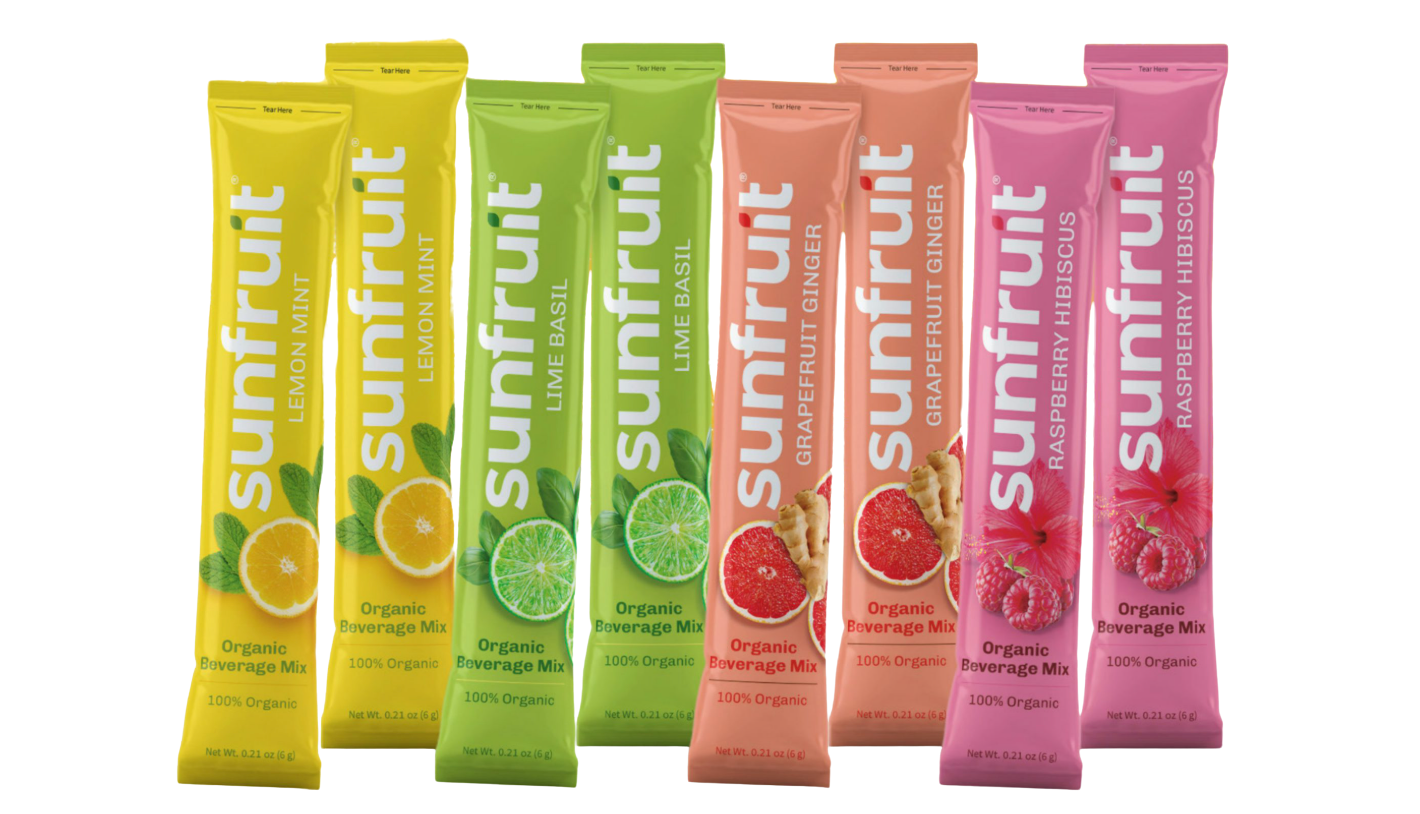 Tear Here
sunfruit®
LEMON MINT
Organic
Beverage Mix
100% Organic
Net Wt. 0.21 oz (6 g)
Tear Here
sunfruit®
LEMON MINT
Organic
Beverage Mix
100% Organic
Net Wt. 0.21 oz (6 g)
Tear Here
sunfruit®
LIME BASIL
Organic
Beverage Mix
100% Organic
Net Wt. 0.21 oz (6 g)
Tear Here
sunfruit®
LIME BASIL
Organic
Beverage Mix
100% Organic
Net Wt. 0.21 oz (6 g
Tear Here
sunfruit®
GRAPEFRUIT GINGER
Organic
Beverage Mix
100% Organic
Net Wt. 0.21 oz (6 g)
Tear Here
sunfruit®
GRAPEFRUIT GINGER
Organic
Beverage Mix
100% Organic
Net Wt. 0.21 oz (6 g
Tear Here
sunfruit®
RASPBERRY HIBISCUS
Organic
Beverage Mix
100% Organic
Net Wt. 0.21 oz (6 g)
Tear Here
sunfruit®
RASPBERRY HIBISCUS
Organic
Beverage Mix
100% Organic
Net Wt. 0.21 oz (6 g)